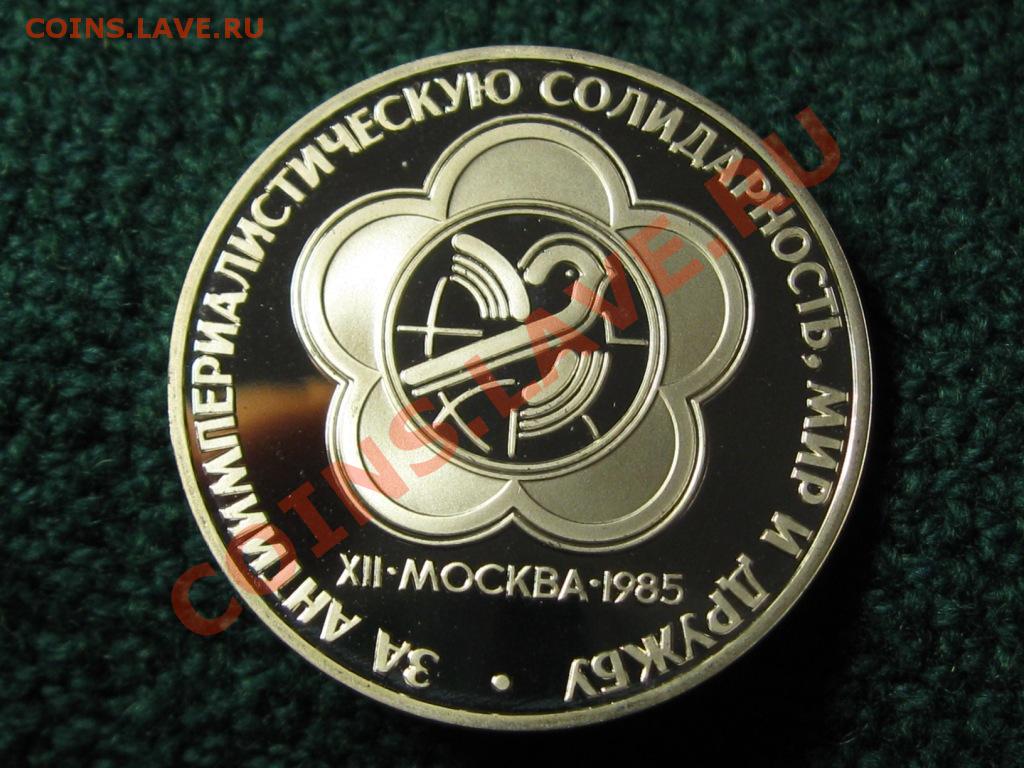 COINS.LAVE.RU
ЗА АНТИИМПЕРИАЛИСТИЧЕСКУЮ СОЛИДАРНОСТЬ, МИР И ДРУЖБУ •
XII•МОСКВА•1985
COINS.LAVE.RU